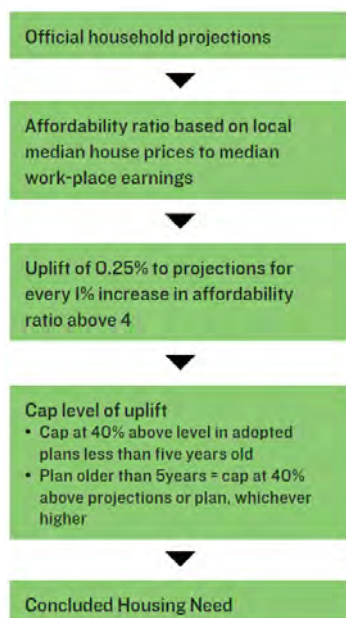 Official household projections
Affordability ratio based on local
median house prices to median
work-place earnings
Uplift of 0.25% to projections for
every 1% increase in affordability
ratio above 4
Cap level of uplift
• Cap at 40% above level in adopted
plans less than five years old
• Plan older than 5years = cap at 40%
above projections or plan, whichever
higher
Concluded Housing Need